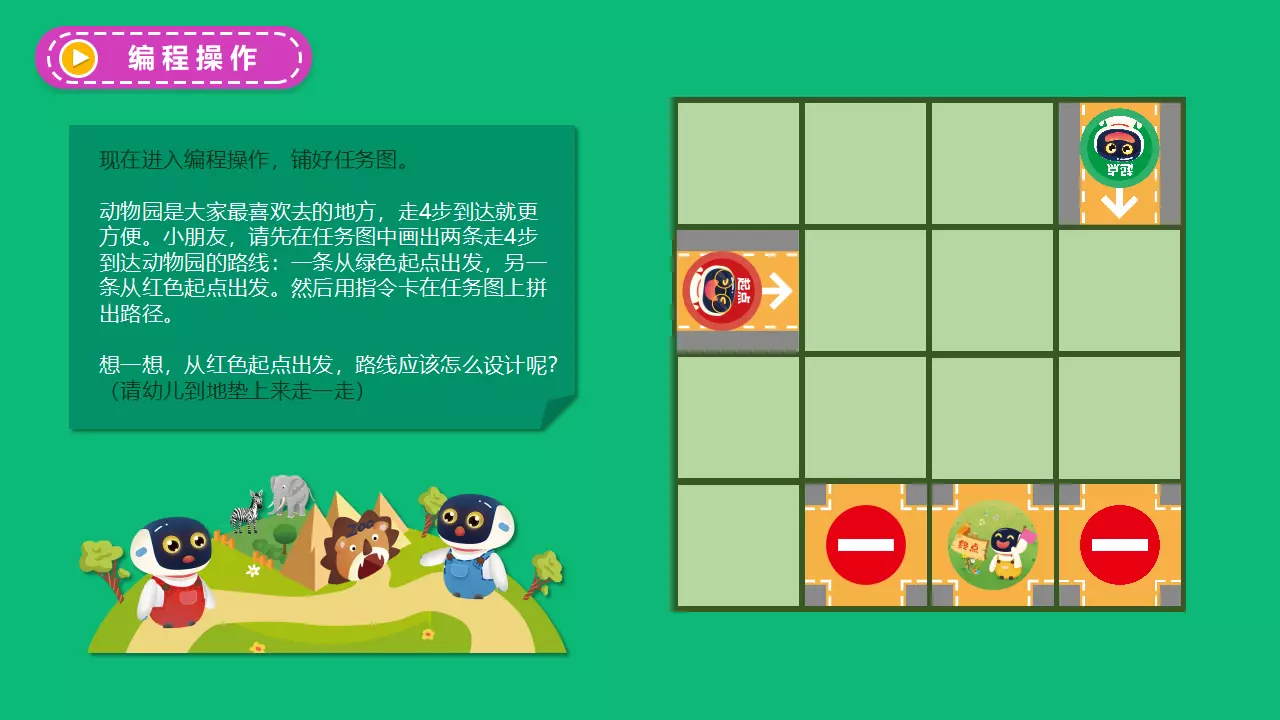 编程操作
现在进入编程操作，铺好任务图。
动物园是大家最喜欢去的地方，走4步到达就更
方便。小朋友，请先在任务图中画出两条走4步
到达动物园的路线：一条从绿色起点出发，另一
条从红色起点出发。然后用指令卡在任务图上拼
出路径。
想一想，从红色起点出发，路线应该怎么设计呢？
（请幼儿到地垫上来走一走）
起点
起点
终点
ZOO